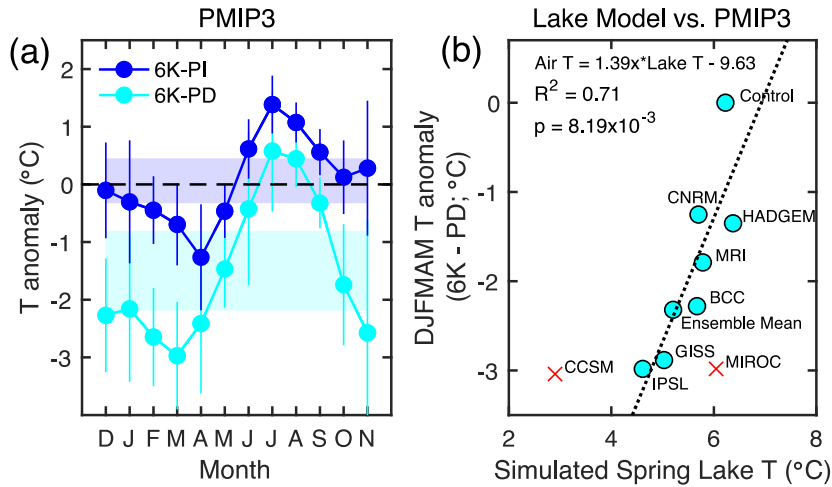 PMIP3
(a)
6K-PI
6K-PD
T anomaly (°C)
2
1
0
-1
-2
-3
D J F M A M J J A S O N
Month
Lake Model vs. PMIP3
(b)
Air T = 1.39x*Lake T - 9.63
R² = 0.71
p = 8.19x10⁻³
Control
CNRM
HADGEM
MRI
BCC
Ensemble Mean
GISS
MIROC
CCSM
IPSL
DJFMAM T anomaly
(6K - PD; °C)
0
-1
-2
-3
2 4 6 8
Simulated Spring Lake T (°C)